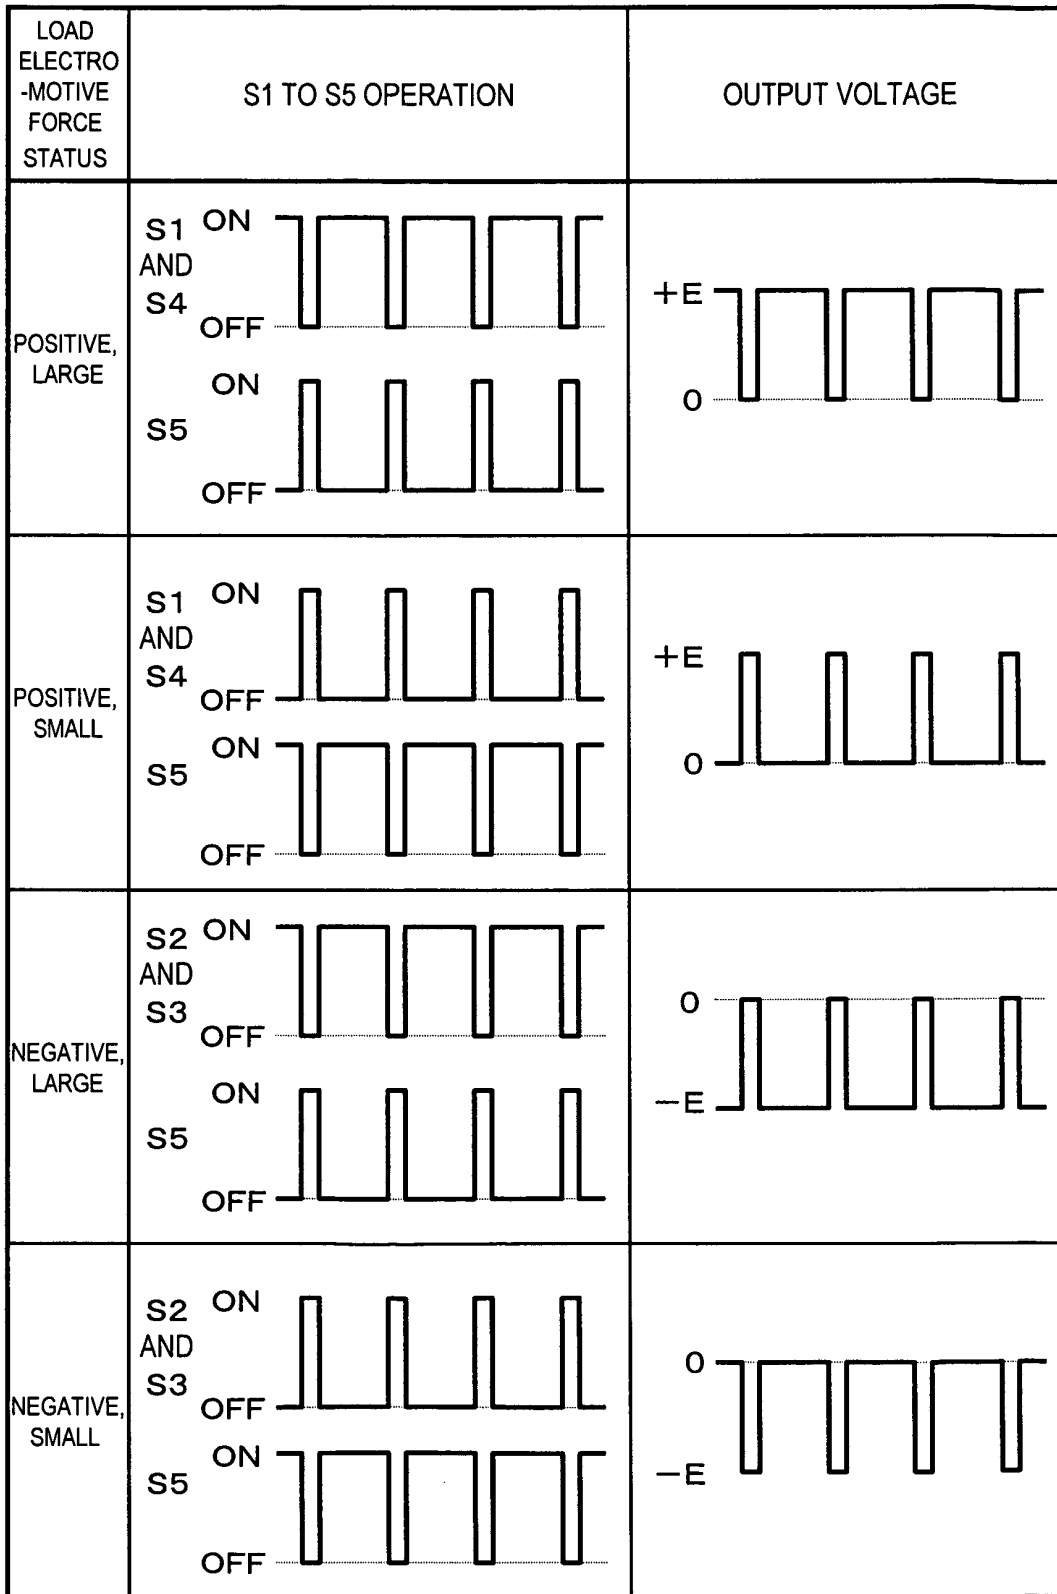 LOAD
ELECTRO
-MOTIVE
FORCE
STATUS
S1 TO S5 OPERATION
OUTPUT VOLTAGE
POSITIVE,
LARGE
S1
AND
S4
ON
OFF
S5
ON
OFF
+E
0
POSITIVE,
SMALL
S1
AND
S4
ON
OFF
S5
ON
OFF
+E
0
NEGATIVE,
LARGE
S2
AND
S3
ON
OFF
S5
ON
OFF
0
−E
NEGATIVE,
SMALL
S2
AND
S3
ON
OFF
S5
ON
OFF
0
−E